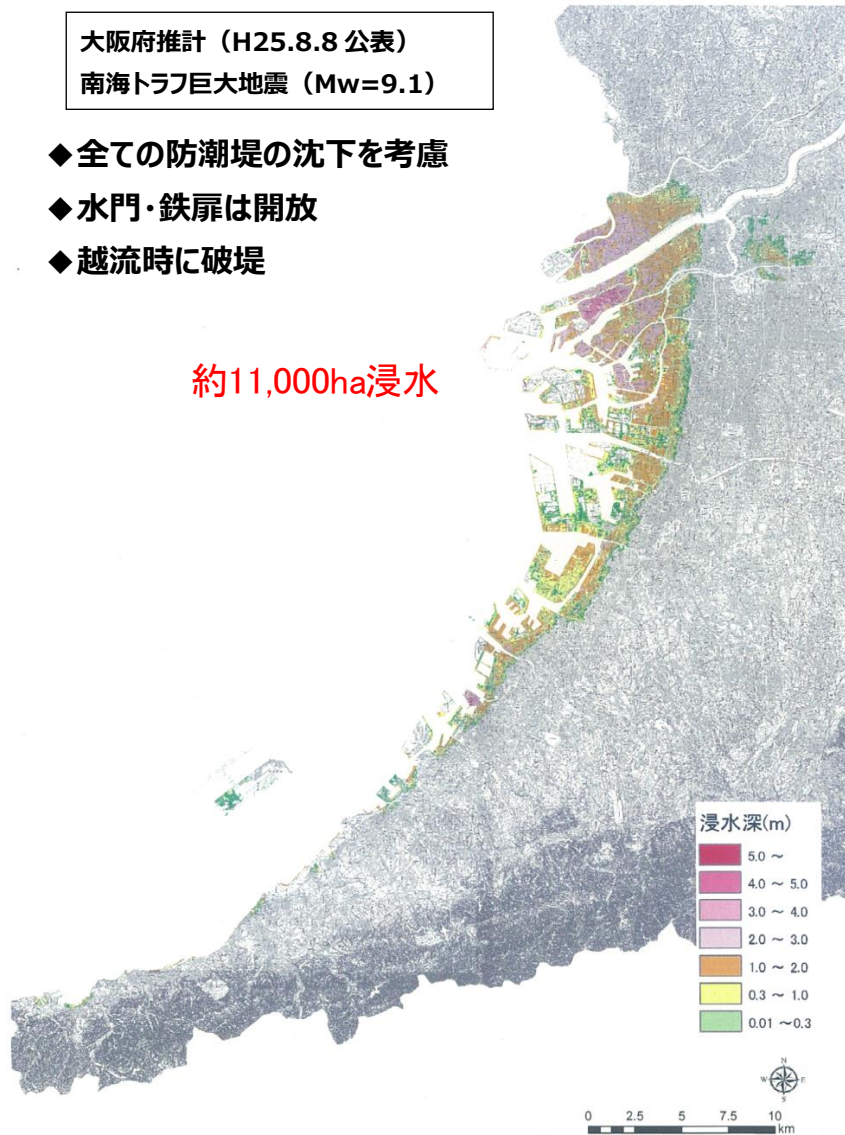 大阪府推計（H25.8.8 公表）
南海トラフ巨大地震（Mw=9.1）
◆全ての防潮堤の沈下を考慮
◆水門・鉄扉は開放
◆越流時に破堤
約11,000ha浸水
浸水深(m)
5.0 ～
4.0 ～ 5.0
3.0 ～ 4.0
2.0 ～ 3.0
1.0 ～ 2.0
0.3 ～ 1.0
0.01 ～0.3
N
W E
S
0 2.5 5 7.5 10
km